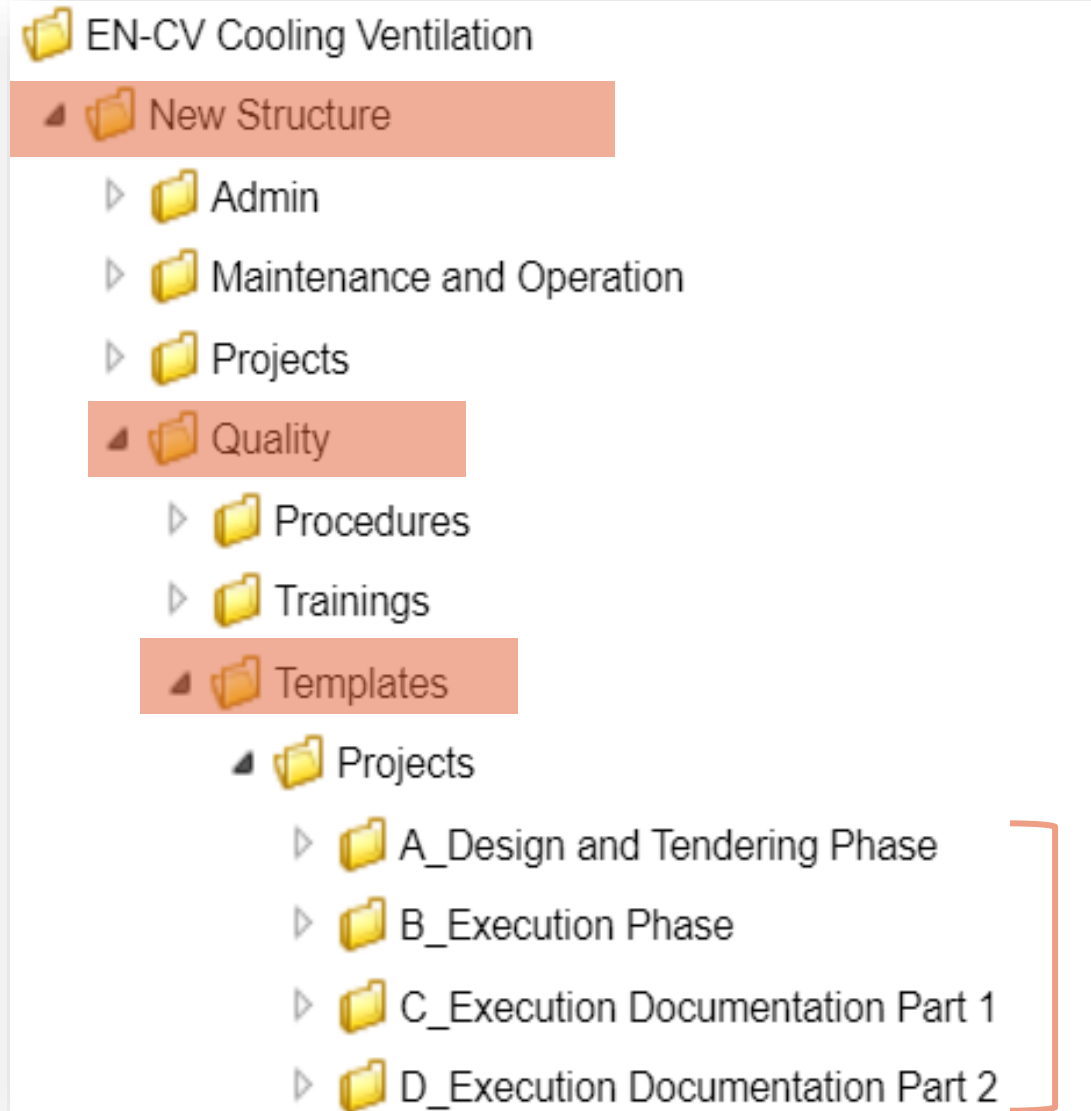 EN-CV Cooling Ventilation
New Structure
Admin
Maintenance and Operation
Projects
Quality
Procedures
Trainings
Templates
Projects
A_Design and Tendering Phase
B_Execution Phase
C_Execution Documentation Part 1
D_Execution Documentation Part 2